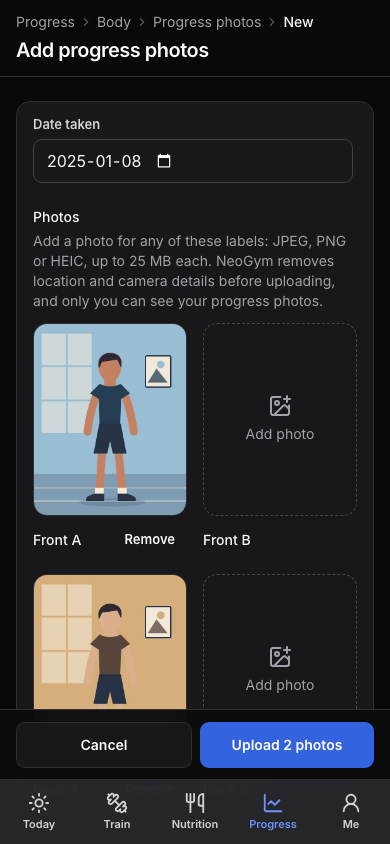 Progress > Body > Progress photos > New
Add progress photos
Date taken
2025-01-08
Photos
Add a photo for any of these labels: JPEG, PNG
or HEIC, up to 25 MB each. NeoGym removes
location and camera details before uploading,
and only you can see your progress photos.
Add photo
Front A Remove Front B
Add photo
Cancel Upload 2 photos
Today Train Nutrition Progress Me